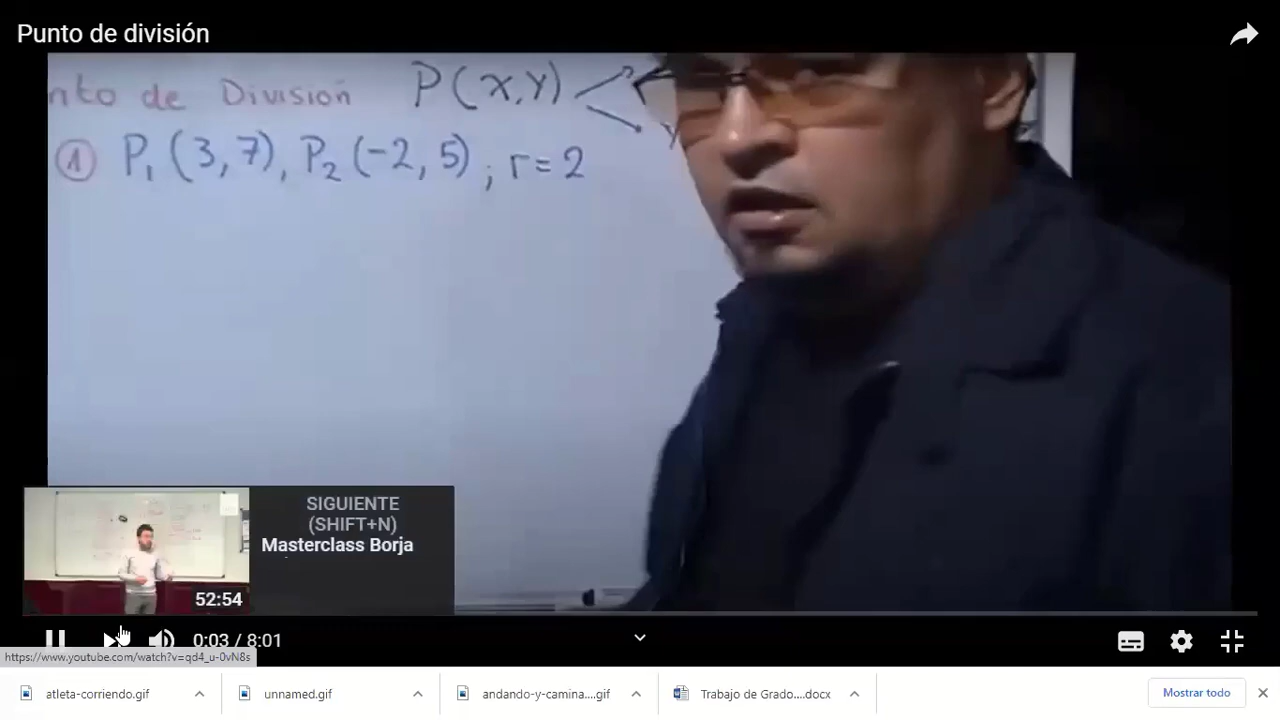 Punto de división
nto de División P(X,Y)
① P₁(3,7), P₂(-2,5); r=2
SIGUIENTE
(SHIFT+N)
Masterclass Borja
52:54
0:03 / 8:01
https://www.youtube.com/watch?v=qd4_u-0vN8s
atleta-corriendo.gif
unnamed.gif
andando-y-camina....gif
Trabajo de Grado....docx
Mostrar todo